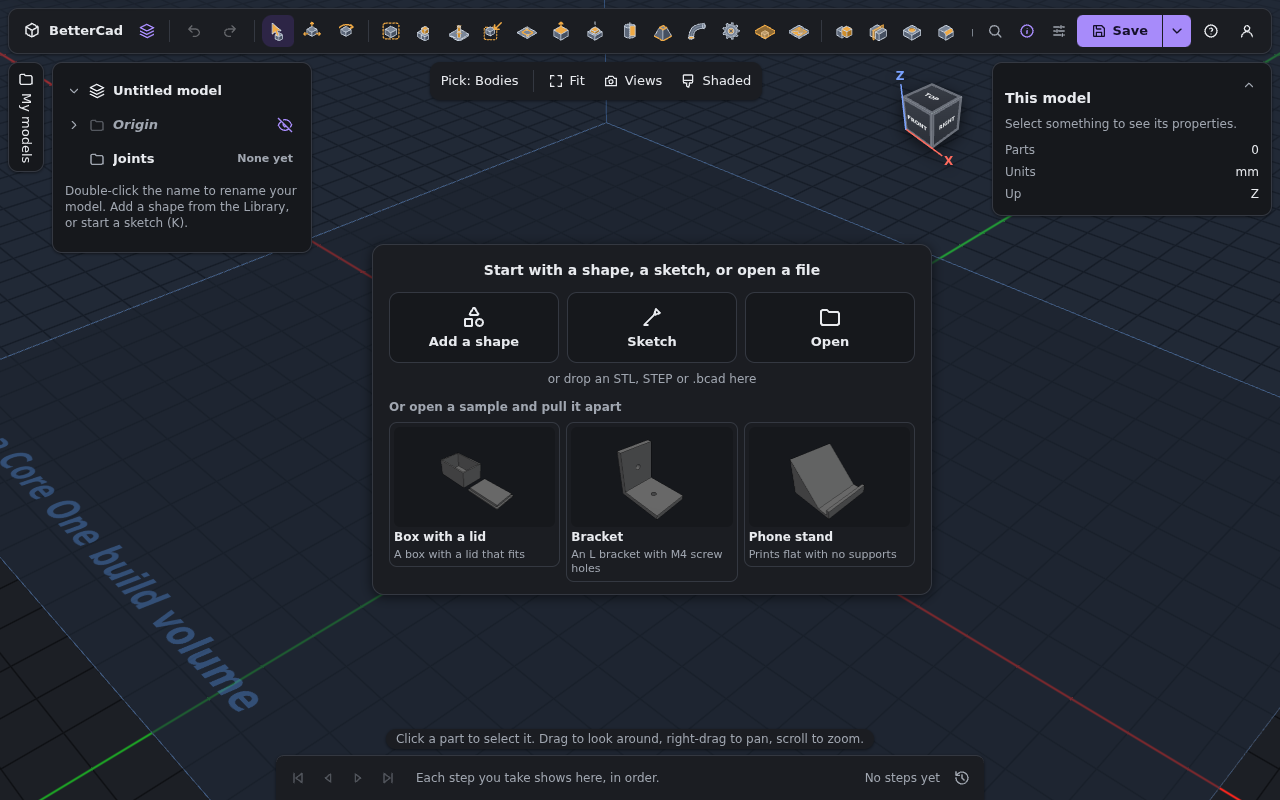 BetterCad
Save
My models
Untitled model
Origin
Joints
None yet
Double-click the name to rename your
model. Add a shape from the Library,
or start a sketch (K).
Pick: Bodies
Fit
Views
Shaded
Z
TOP
FRONT
RIGHT
X
This model
Select something to see its properties.
Parts 0
Units mm
Up Z
Start with a shape, a sketch, or open a file
Add a shape
Sketch
Open
or drop an STL, STEP or .bcad here
Or open a sample and pull it apart
Box with a lid
A box with a lid that fits
Bracket
An L bracket with M4 screw
holes
Phone stand
Prints flat with no supports
Core One build volume
Click a part to select it. Drag to look around, right-drag to pan, scroll to zoom.
Each step you take shows here, in order.
No steps yet